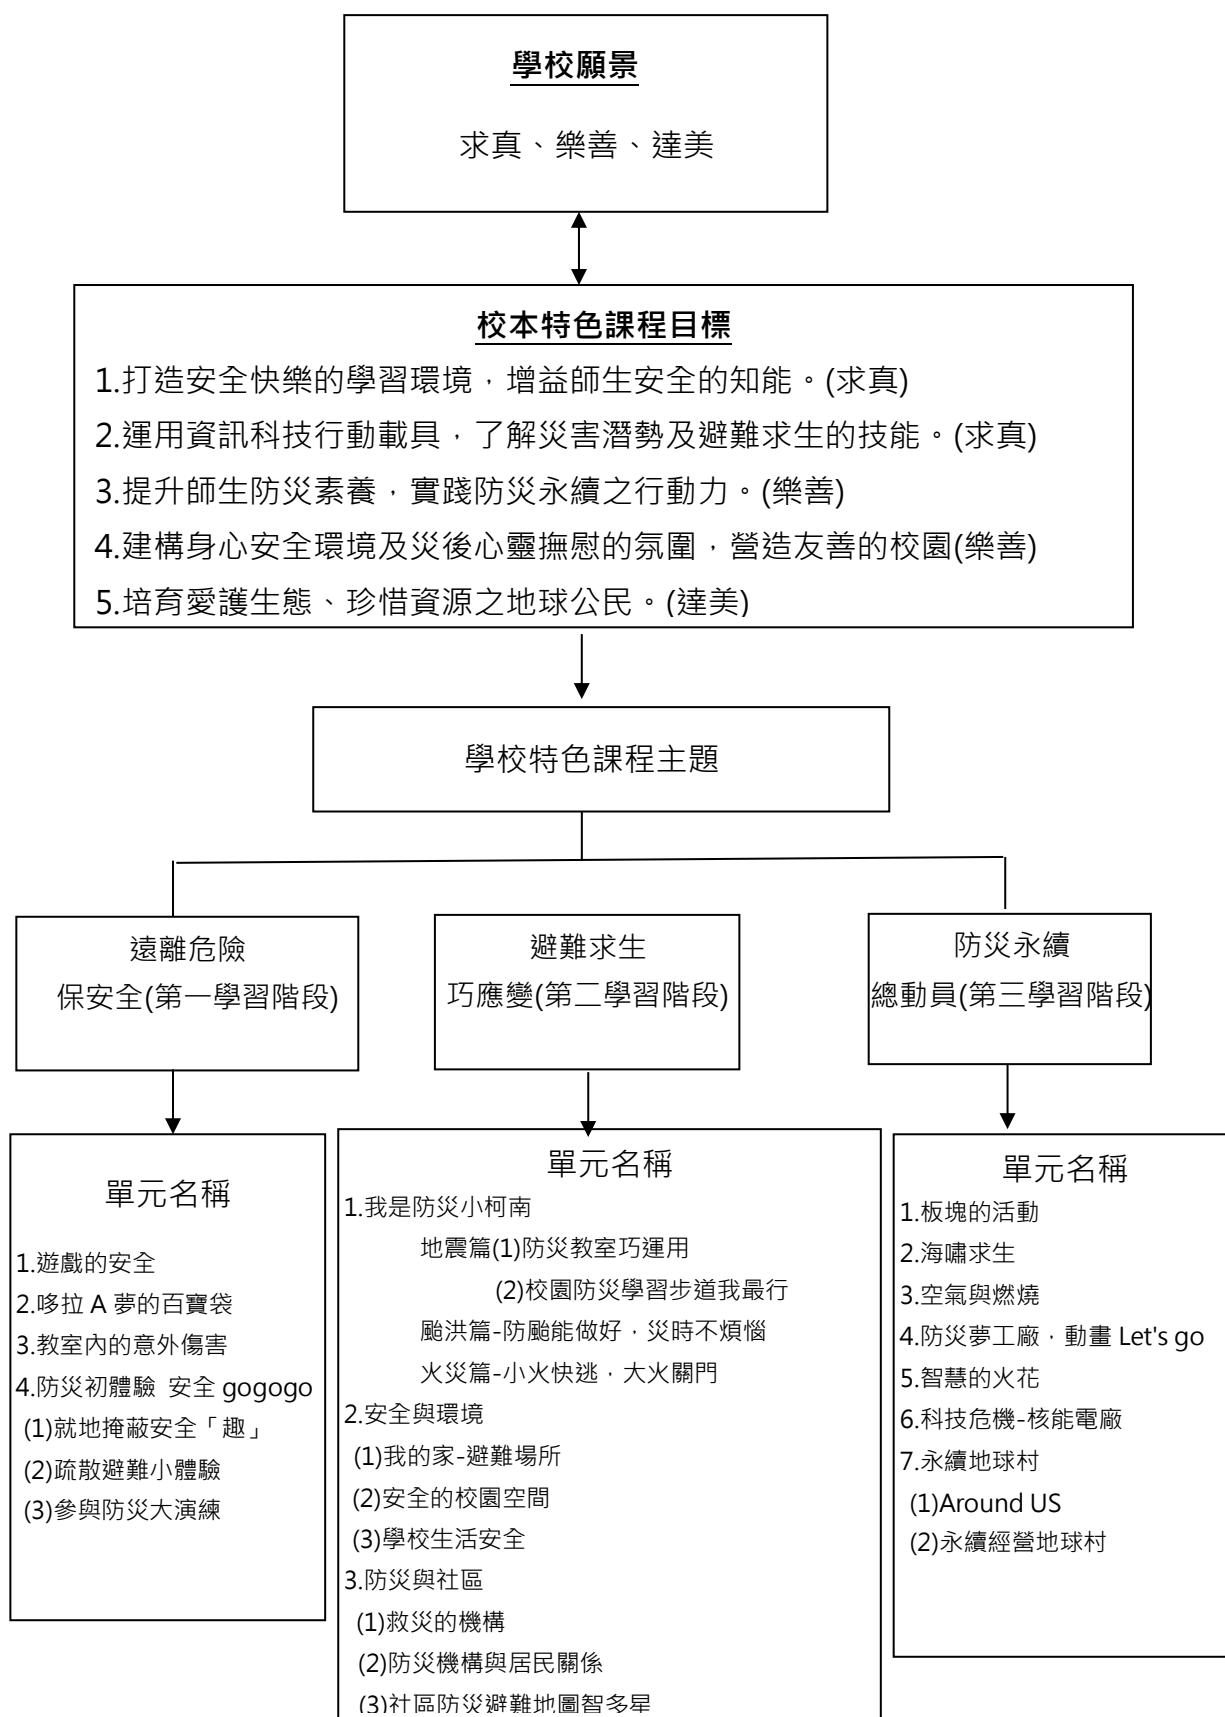 學校願景
求真、樂善、達美
校本特色課程目標
1.打造安全快樂的學習環境，增益師生安全的知能。(求真)
2.運用資訊科技行動載具，了解災害潛勢及避難求生的技能。(求真)
3.提升師生防災素養，實踐防災永續之行動力。(樂善)
4.建構身心安全環境及災後心靈撫慰的氛圍，營造友善的校園(樂善)
5.培育愛護生態、珍惜資源之地球公民。(達美)
學校特色課程主題
遠離危險
保安全(第一學習階段)
避難求生
巧應變(第二學習階段)
防災永續
總動員(第三學習階段)
單元名稱
1.遊戲的安全
2.哆拉 A 夢的百寶袋
3.教室內的意外傷害
4.防災初體驗 安全 gogogo
(1)就地掩蔽安全「趣」
(2)疏散避難小體驗
(3)參與防災大演練
單元名稱
1.我是防災小柯南
地震篇(1)防災教室巧運用
(2)校園防災學習步道我最行
颱洪篇-防颱能做好，災時不煩惱
火災篇-小火快逃，大火關門
2.安全與環境
(1)我的家-避難場所
(2)安全的校園空間
(3)學校生活安全
3.防災與社區
(1)救災的機構
(2)防災機構與居民關係
(3)社區防災避難地圖智多星
單元名稱
1.板塊的活動
2.海嘯求生
3.空氣與燃燒
4.防災夢工廠，動畫 Let's go
5.智慧的火花
6.科技危機-核能電廠
7.永續地球村
(1)Around US
(2)永續經營地球村